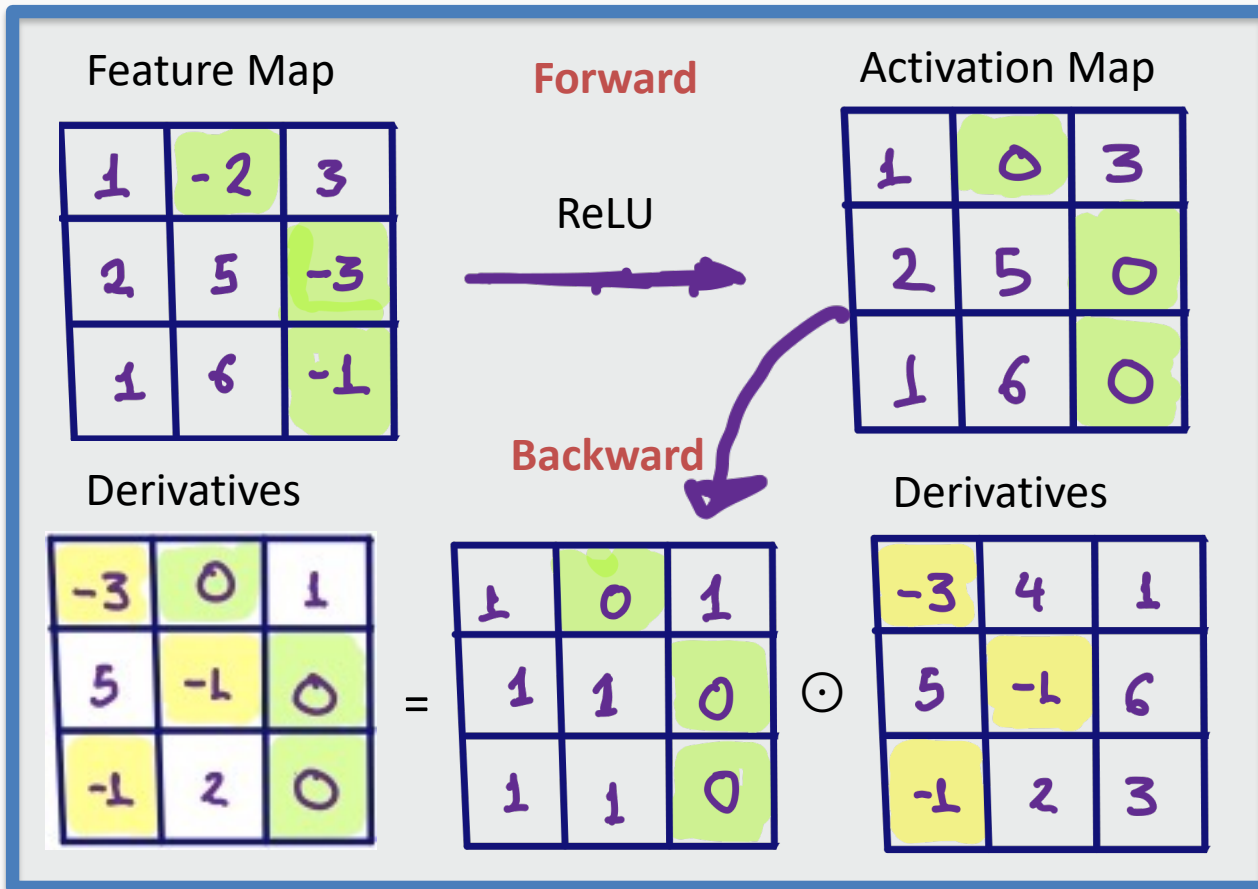 Feature Map
Forward
Activation Map
1 -2 3
2 5 -3
1 6 -1
ReLU
1 0 3
2 5 0
1 6 0
Backward
Derivatives
Derivatives
-3 0 1
5 -1 0
-1 2 0
=
1 0 1
1 1 0
1 1 0
⊙
-3 4 1
5 -1 6
-1 2 3